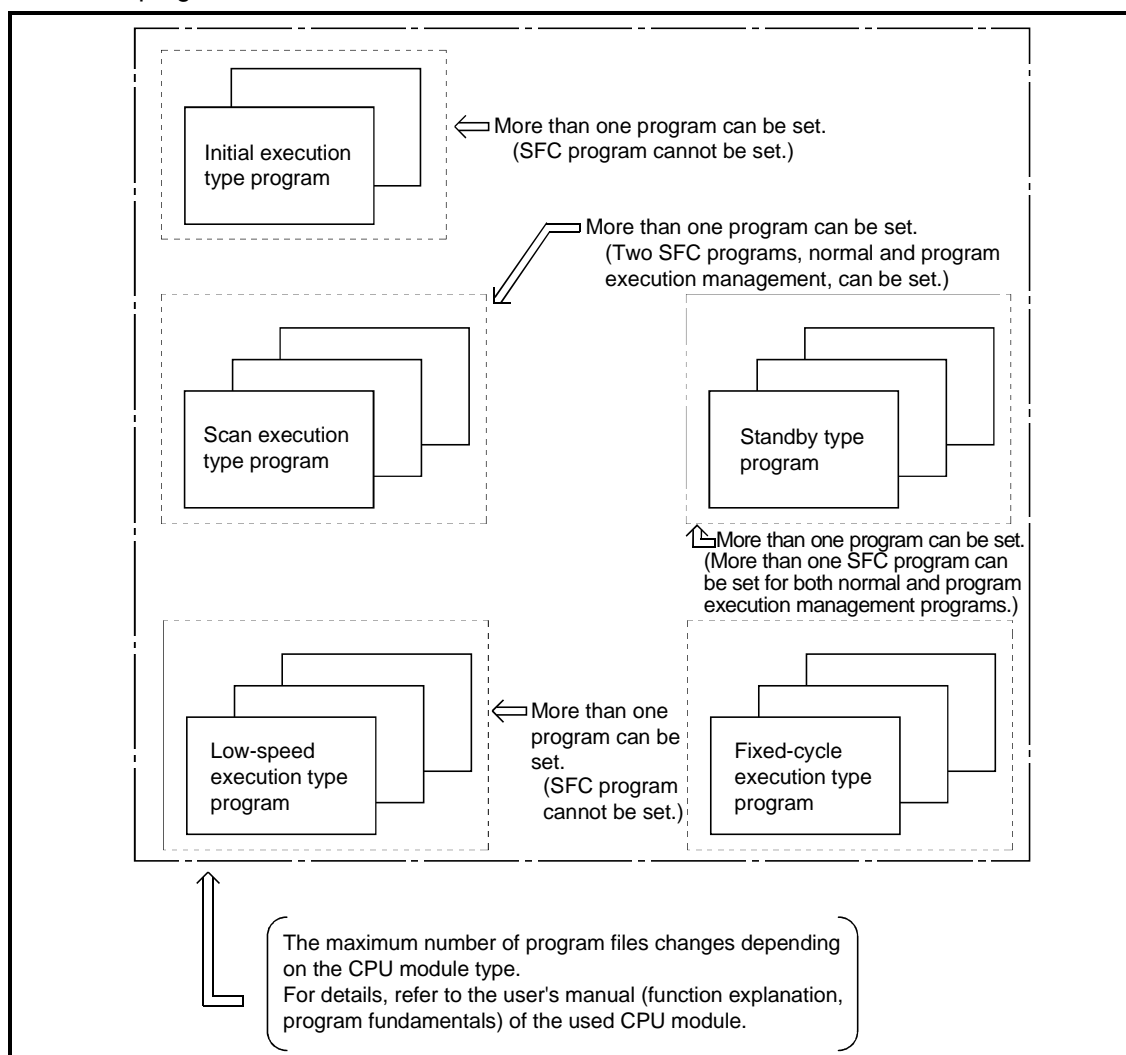 Initial execution
type program
More than one program can be set.
(SFC program cannot be set.)
More than one program can be set.
(Two SFC programs, normal and program
execution management, can be set.)
Scan execution
type program
Standby type
program
More than one program can be set.
(More than one SFC program can
be set for both normal and program
execution management programs.)
Low-speed
execution type
program
More than one
program can be
set.
(SFC program
cannot be set.)
Fixed-cycle
execution type
program
The maximum number of program files changes depending
on the CPU module type.
For details, refer to the user's manual (function explanation,
program fundamentals) of the used CPU module.